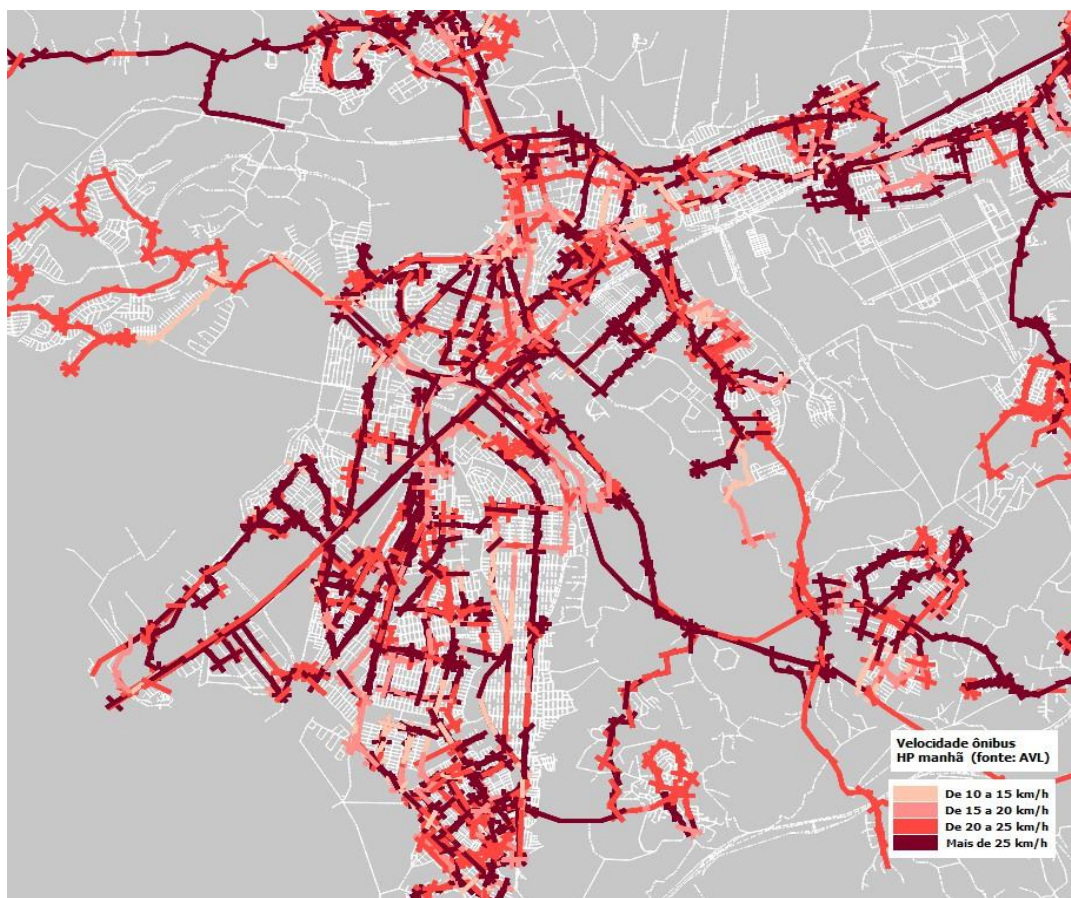 Velocidade ônibus
HP manhã (fonte: AVL)
De 10 a 15 km/h
De 15 a 20 km/h
De 20 a 25 km/h
Mais de 25 km/h